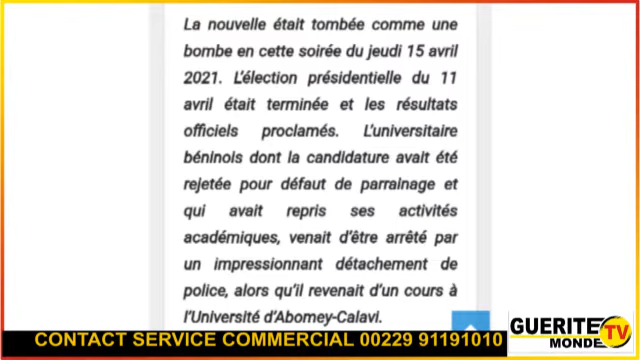 La nouvelle était tombée comme une
bombe en cette soirée du jeudi 15 avril
2021. L'élection présidentielle du 11
avril était terminée et les résultats
officiels proclamés. L'universitaire
béninois dont la candidature avait été
rejetée pour défaut de parrainage et
qui avait repris ses activités
académiques, venait d'être arrêté par
un impressionnant détachement de
police, alors qu'il revenait d'un cours à
l'Université d'Abomey-Calavi.
CONTACT SERVICE COMMERCIAL 00229 91191010
GUERITE
TV
MONDE